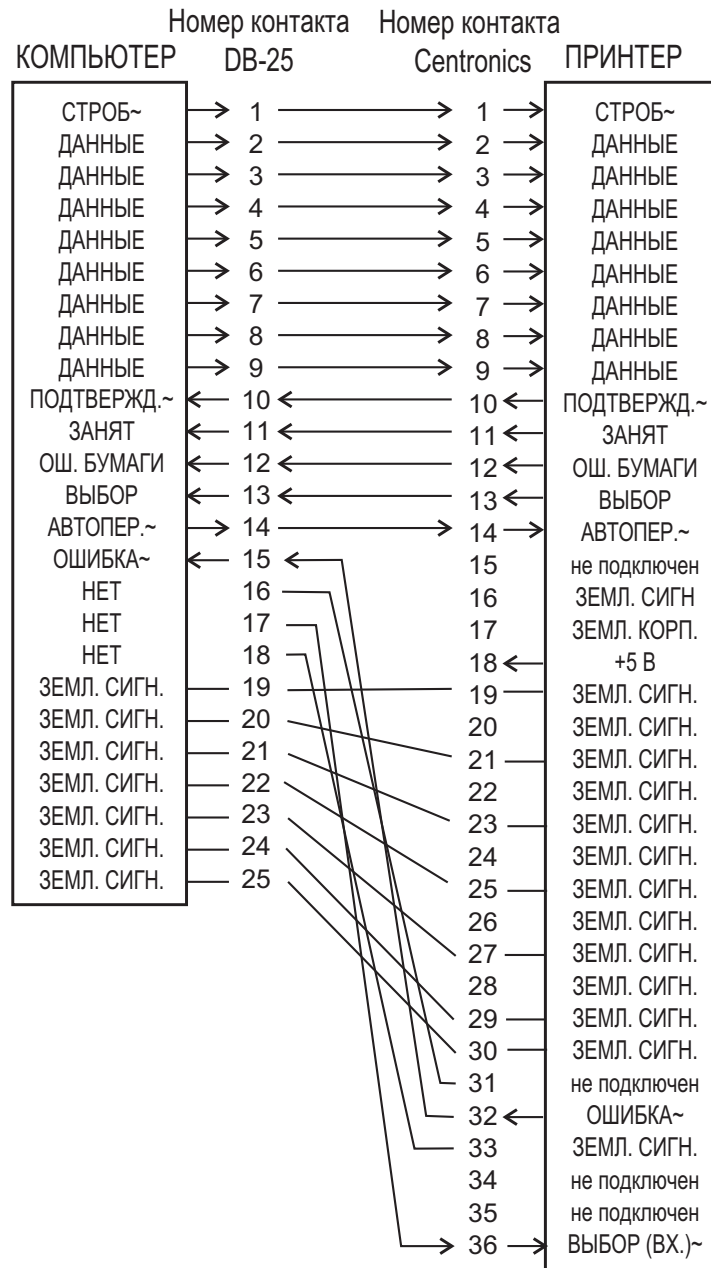 Номер контакта Номер контакта
КОМПЬЮТЕР DB-25 Centronics ПРИНТЕР
СТРОБ~ 1 1 СТРОБ~
ДАННЫЕ 2 2 ДАННЫЕ
ДАННЫЕ 3 3 ДАННЫЕ
ДАННЫЕ 4 4 ДАННЫЕ
ДАННЫЕ 5 5 ДАННЫЕ
ДАННЫЕ 6 6 ДАННЫЕ
ДАННЫЕ 7 7 ДАННЫЕ
ДАННЫЕ 8 8 ДАННЫЕ
ДАННЫЕ 9 9 ДАННЫЕ
ПОДТВЕРЖД.~ 10 10 ПОДТВЕРЖД.~
ЗАНЯТ 11 11 ЗАНЯТ
ОШ. БУМАГИ 12 12 ОШ. БУМАГИ
ВЫБОР 13 13 ВЫБОР
АВТОПЕР.~ 14 14 АВТОПЕР.~
ОШИБКА~ 15 15 не подключен
НЕТ 16 16 ЗЕМЛ. СИГН
НЕТ 17 17 ЗЕМЛ. КОРП.
НЕТ 18 18 +5 В
ЗЕМЛ. СИГН. 19 19 ЗЕМЛ. СИГН.
ЗЕМЛ. СИГН. 20 20 ЗЕМЛ. СИГН.
ЗЕМЛ. СИГН. 21 21 ЗЕМЛ. СИГН.
ЗЕМЛ. СИГН. 22 22 ЗЕМЛ. СИГН.
ЗЕМЛ. СИГН. 23 23 ЗЕМЛ. СИГН.
ЗЕМЛ. СИГН. 24 24 ЗЕМЛ. СИГН.
ЗЕМЛ. СИГН. 25 25 ЗЕМЛ. СИГН.
26 ЗЕМЛ. СИГН.
27 ЗЕМЛ. СИГН.
28 ЗЕМЛ. СИГН.
29 ЗЕМЛ. СИГН.
30 ЗЕМЛ. СИГН.
31 не подключен
32 ОШИБКА~
33 ЗЕМЛ. СИГН.
34 не подключен
35 не подключен
36 ВЫБОР (ВХ.)~